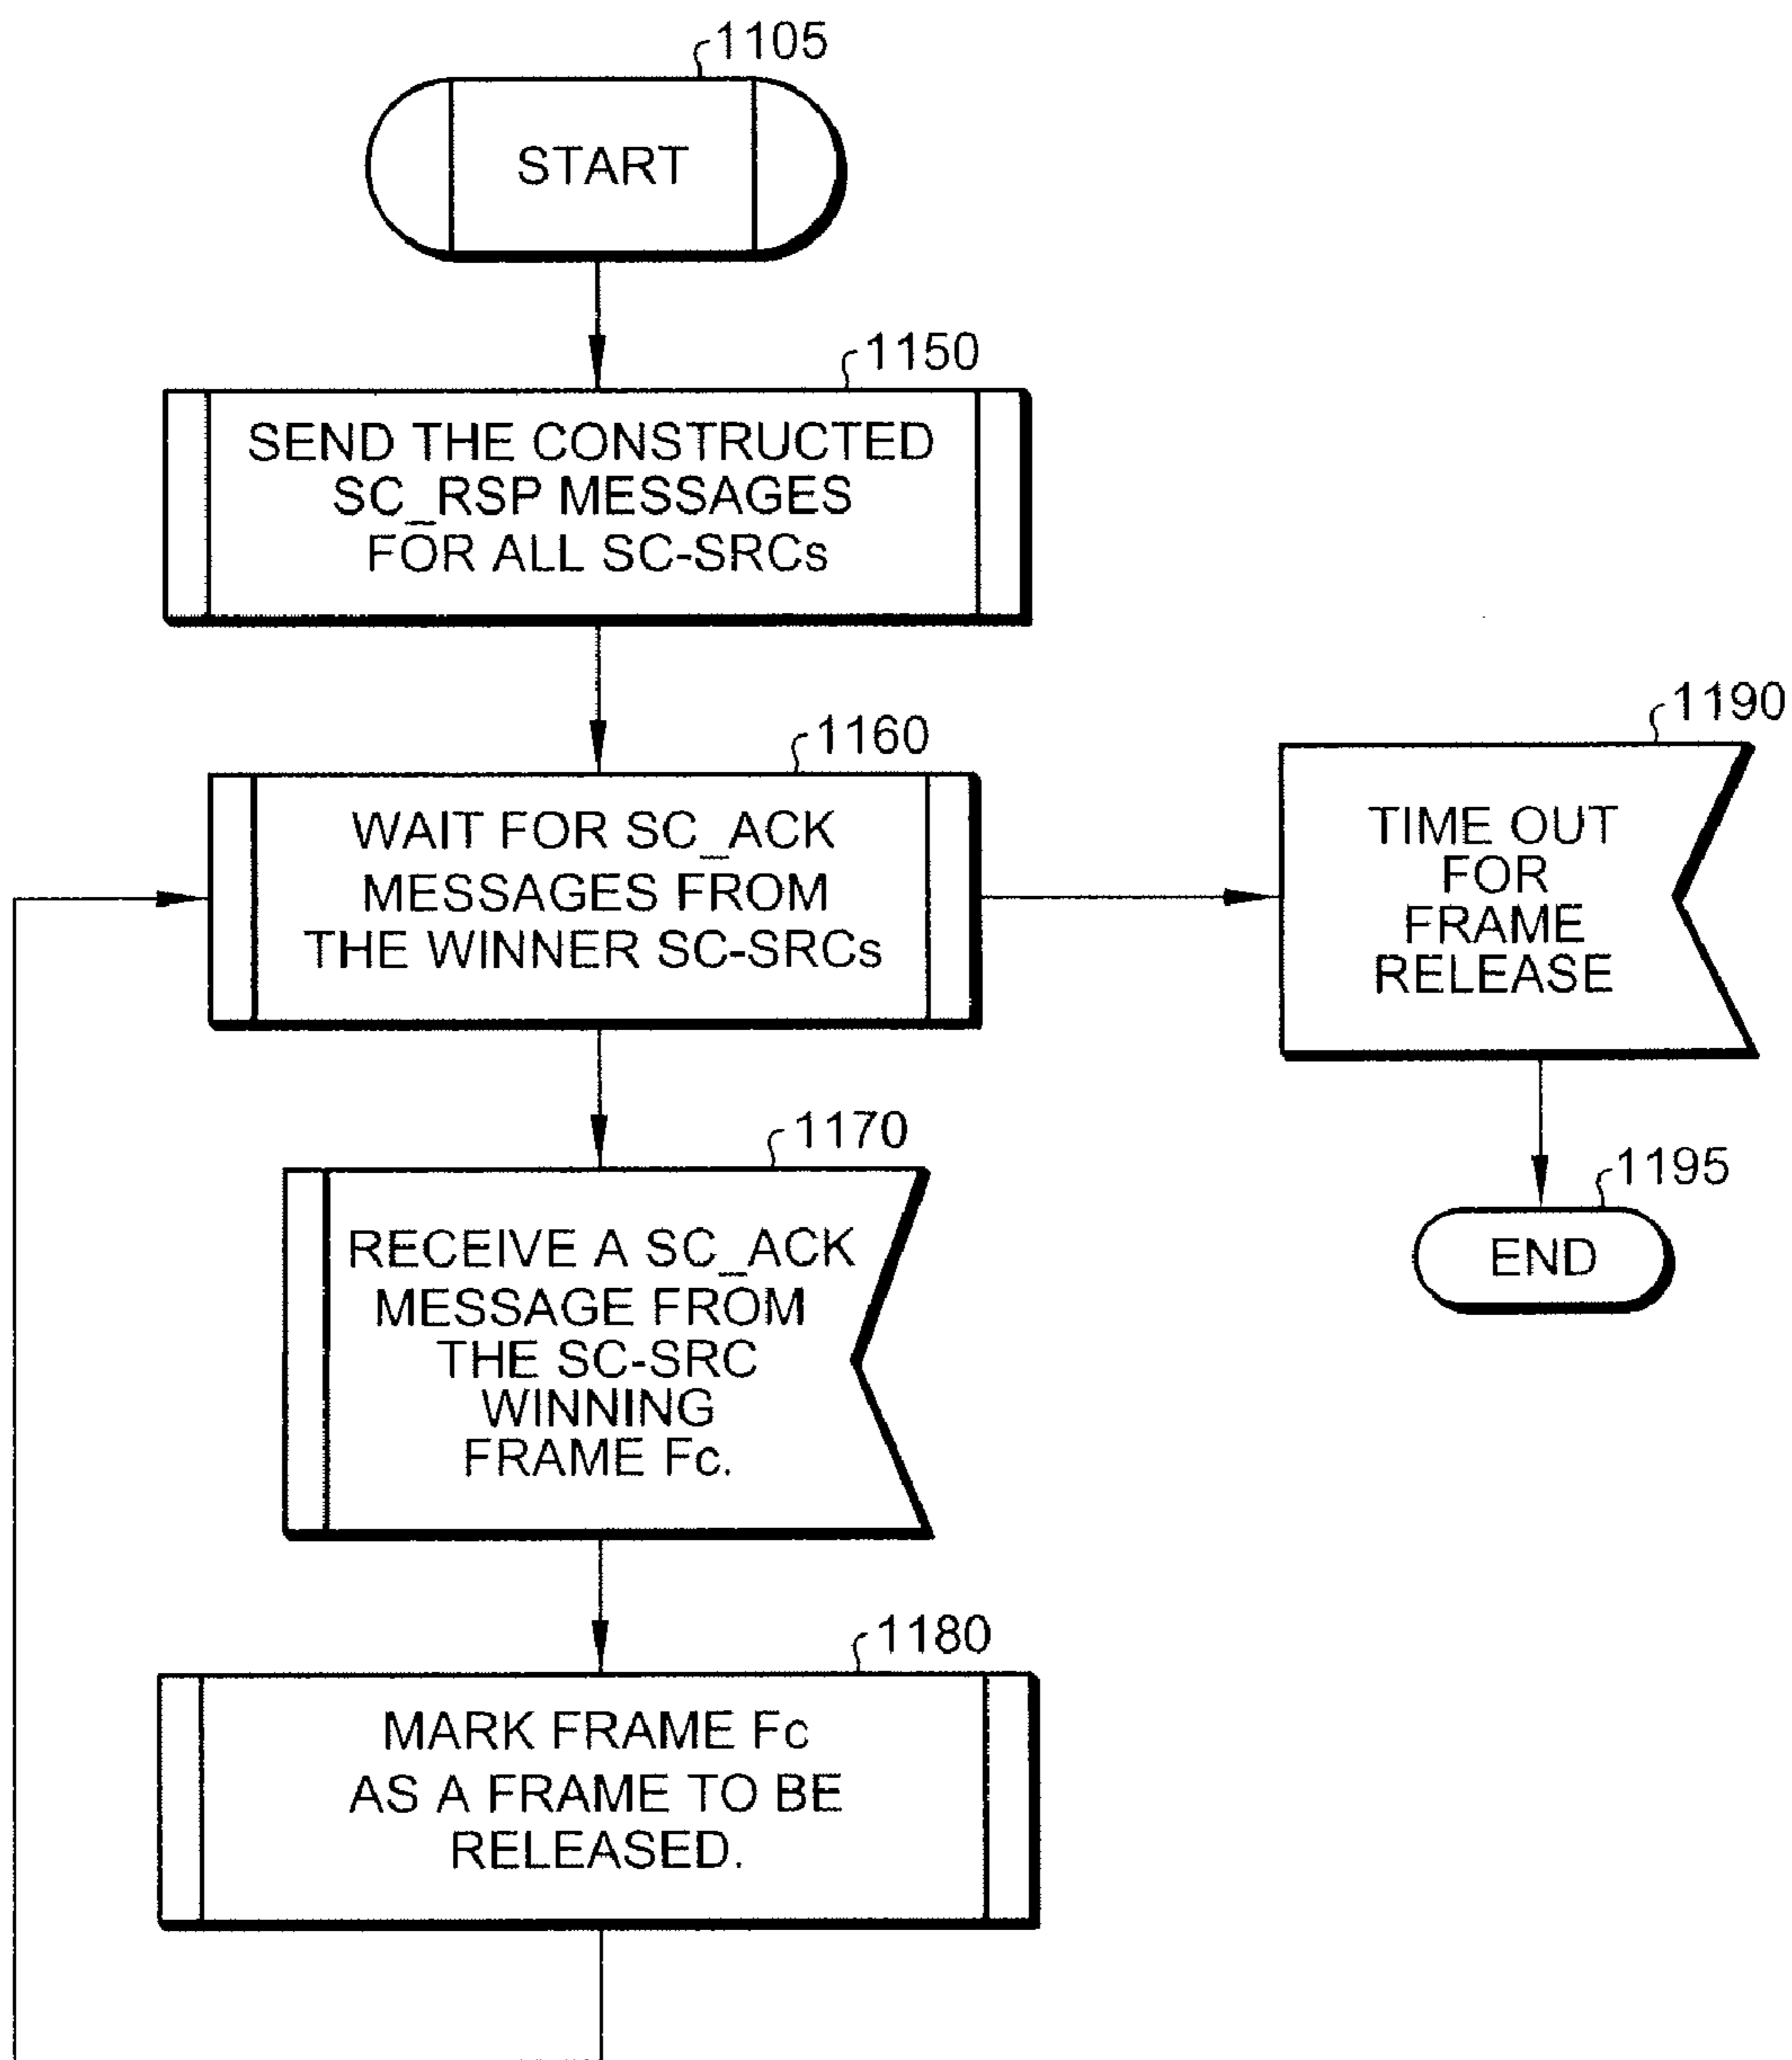 1105
START
1150
SEND THE CONSTRUCTED
SC_RSP MESSAGES
FOR ALL SC-SRCs
1160
WAIT FOR SC_ACK
MESSAGES FROM
THE WINNER SC-SRCs
1190
TIME OUT
FOR
FRAME
RELEASE
1170
RECEIVE A SC_ACK
MESSAGE FROM
THE SC-SRC
WINNING
FRAME Fc.
1195
END
1180
MARK FRAME Fc
AS A FRAME TO BE
RELEASED.